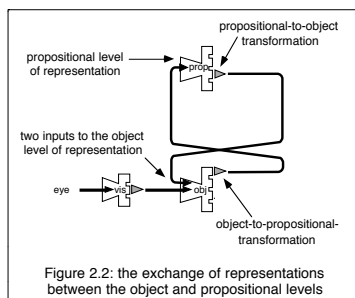 propositional-to-object
transformation
propositional level
of representation
prop
two inputs to the object
level of representation
eye
vis
obj
object-to-propositional-
transformation
Figure 2.2: the exchange of representations
between the object and propositional levels